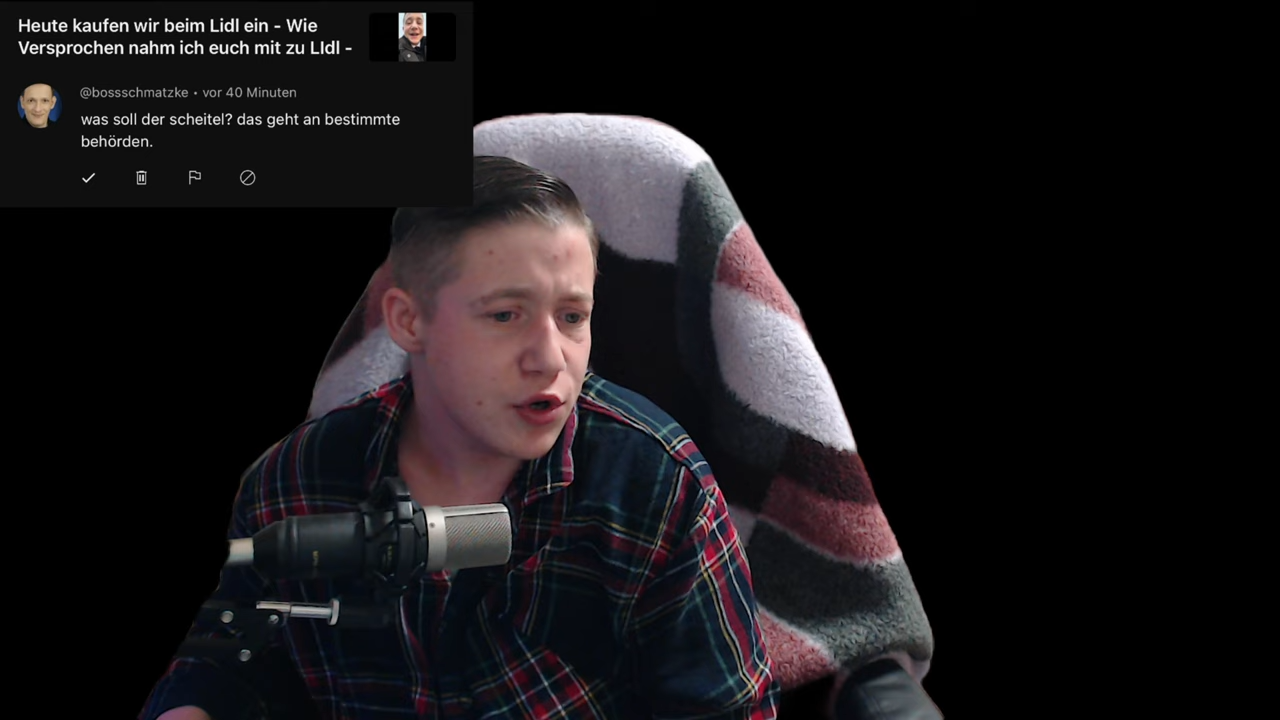 Heute kaufen wir beim Lidl ein - Wie
Versprochen nahm ich euch mit zu LIdl -
@bossschmatzke • vor 40 Minuten
was soll der scheitel? das geht an bestimmte
behörden.